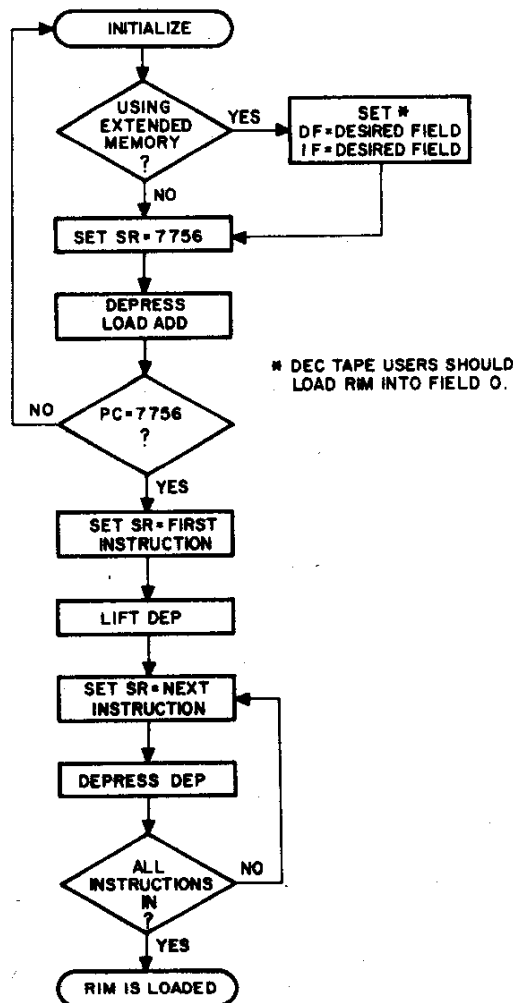 INITIALIZE
USING
EXTENDED
MEMORY
?
YES
SET *
DF=DESIRED FIELD
IF=DESIRED FIELD
NO
SET SR=7756
DEPRESS
LOAD ADD
* DEC TAPE USERS SHOULD
LOAD RIM INTO FIELD 0.
NO
PC=7756
?
YES
SET SR=FIRST
INSTRUCTION
LIFT DEP
SET SR=NEXT
INSTRUCTION
DEPRESS DEP
ALL
INSTRUCTIONS
IN
?
NO
YES
RIM IS LOADED